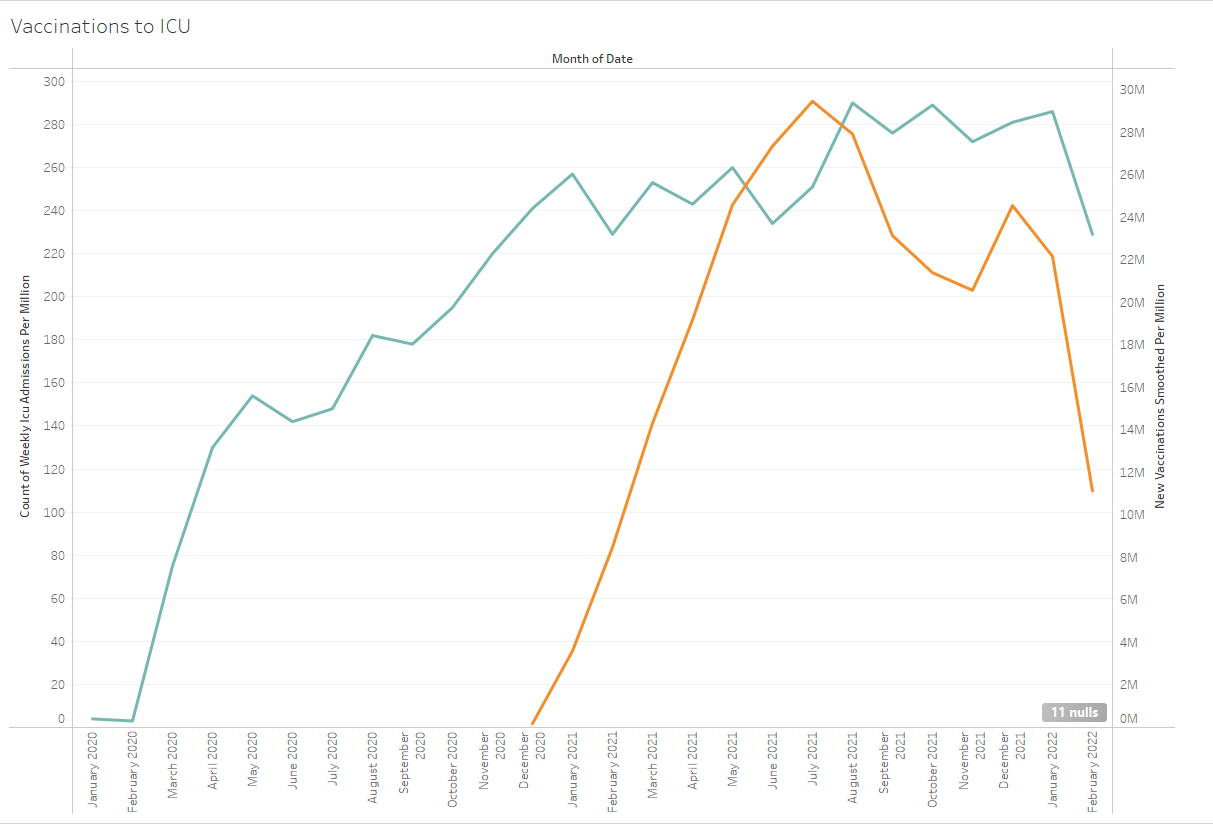 Vaccinations to ICU
Month of Date
Count of Weekly Icu Admissions Per Million
300
280
260
240
220
200
180
160
140
120
100
80
60
40
20
0
30M
28M
26M
24M
22M
20M
18M
16M
14M
12M
10M
8M
6M
4M
2M
0M
New Vaccinations Smoothed Per Million
11 nulls
January 2020
February 2020
March 2020
April 2020
May 2020
June 2020
July 2020
August 2020
September
2020
October 2020
November
2020
December
2020
January 2021
February 2021
March 2021
April 2021
May 2021
June 2021
July 2021
August 2021
September
2021
October 2021
November
2021
December
2021
January 2022
February 2022